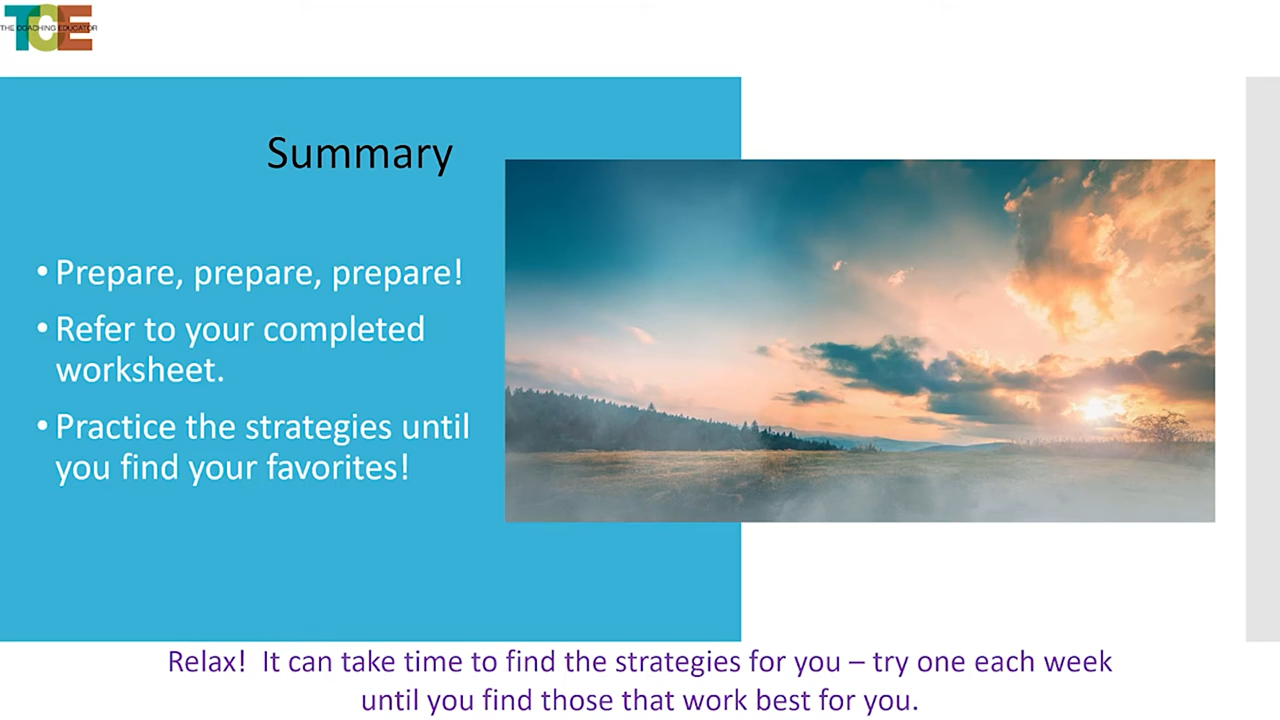 TCE
THE COACHING EDUCATOR
Summary
• Prepare, prepare, prepare!
• Refer to your completed
worksheet.
• Practice the strategies until
you find your favorites!
Relax!  It can take time to find the strategies for you – try one each week
until you find those that work best for you.